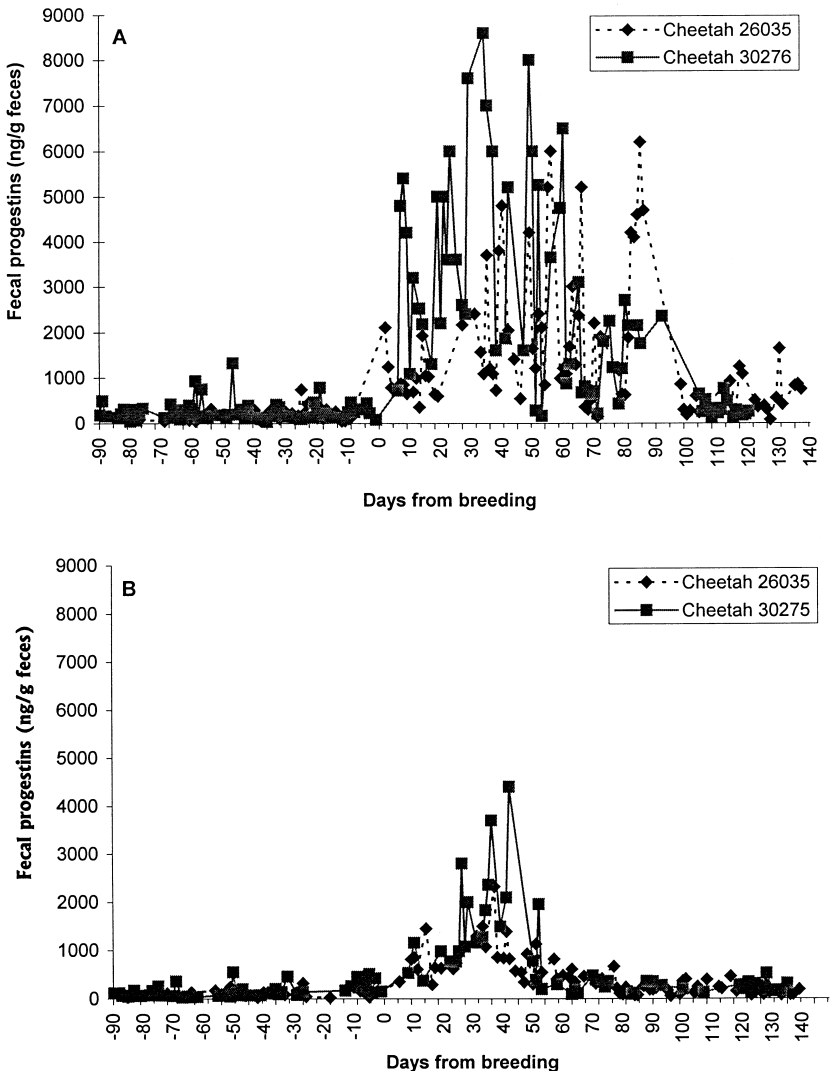 A
Cheetah 26035
Cheetah 30276
Fecal progestins (ng/g feces)
9000
8000
7000
6000
5000
4000
3000
2000
1000
0
-90 -80 -70 -60 -50 -40 -30 -20 -10 0 10 20 30 40 50 60 70 80 90 100 110 120 130 140
Days from breeding
B
Cheetah 26035
Cheetah 30275
Fecal progestins (ng/g feces)
9000
8000
7000
6000
5000
4000
3000
2000
1000
0
-90 -80 -70 -60 -50 -40 -30 -20 -10 0 10 20 30 40 50 60 70 80 90 100 110 120 130 140
Days from breeding